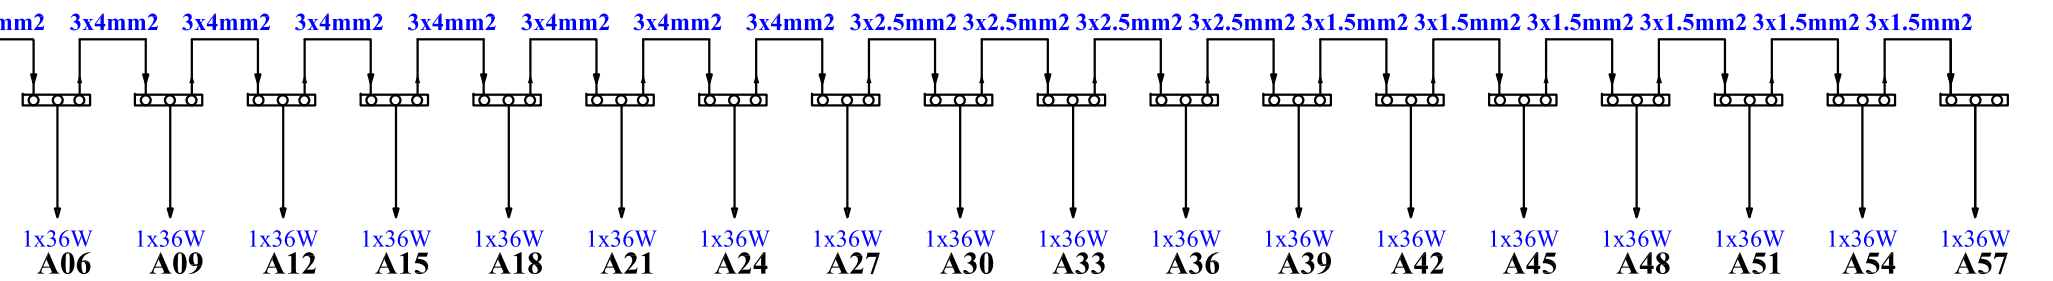 mm2 3x4mm2 3x4mm2 3x4mm2 3x4mm2 3x4mm2 3x4mm2 3x4mm2 3x2.5mm2 3x2.5mm2 3x2.5mm2 3x2.5mm2 3x1.5mm2 3x1.5mm2 3x1.5mm2 3x1.5mm2 3x1.5mm2 3x1.5mm2
1x36W 1x36W 1x36W 1x36W 1x36W 1x36W 1x36W 1x36W 1x36W 1x36W 1x36W 1x36W 1x36W 1x36W 1x36W 1x36W 1x36W 1x36W
A06 A09 A12 A15 A18 A21 A24 A27 A30 A33 A36 A39 A42 A45 A48 A51 A54 A57